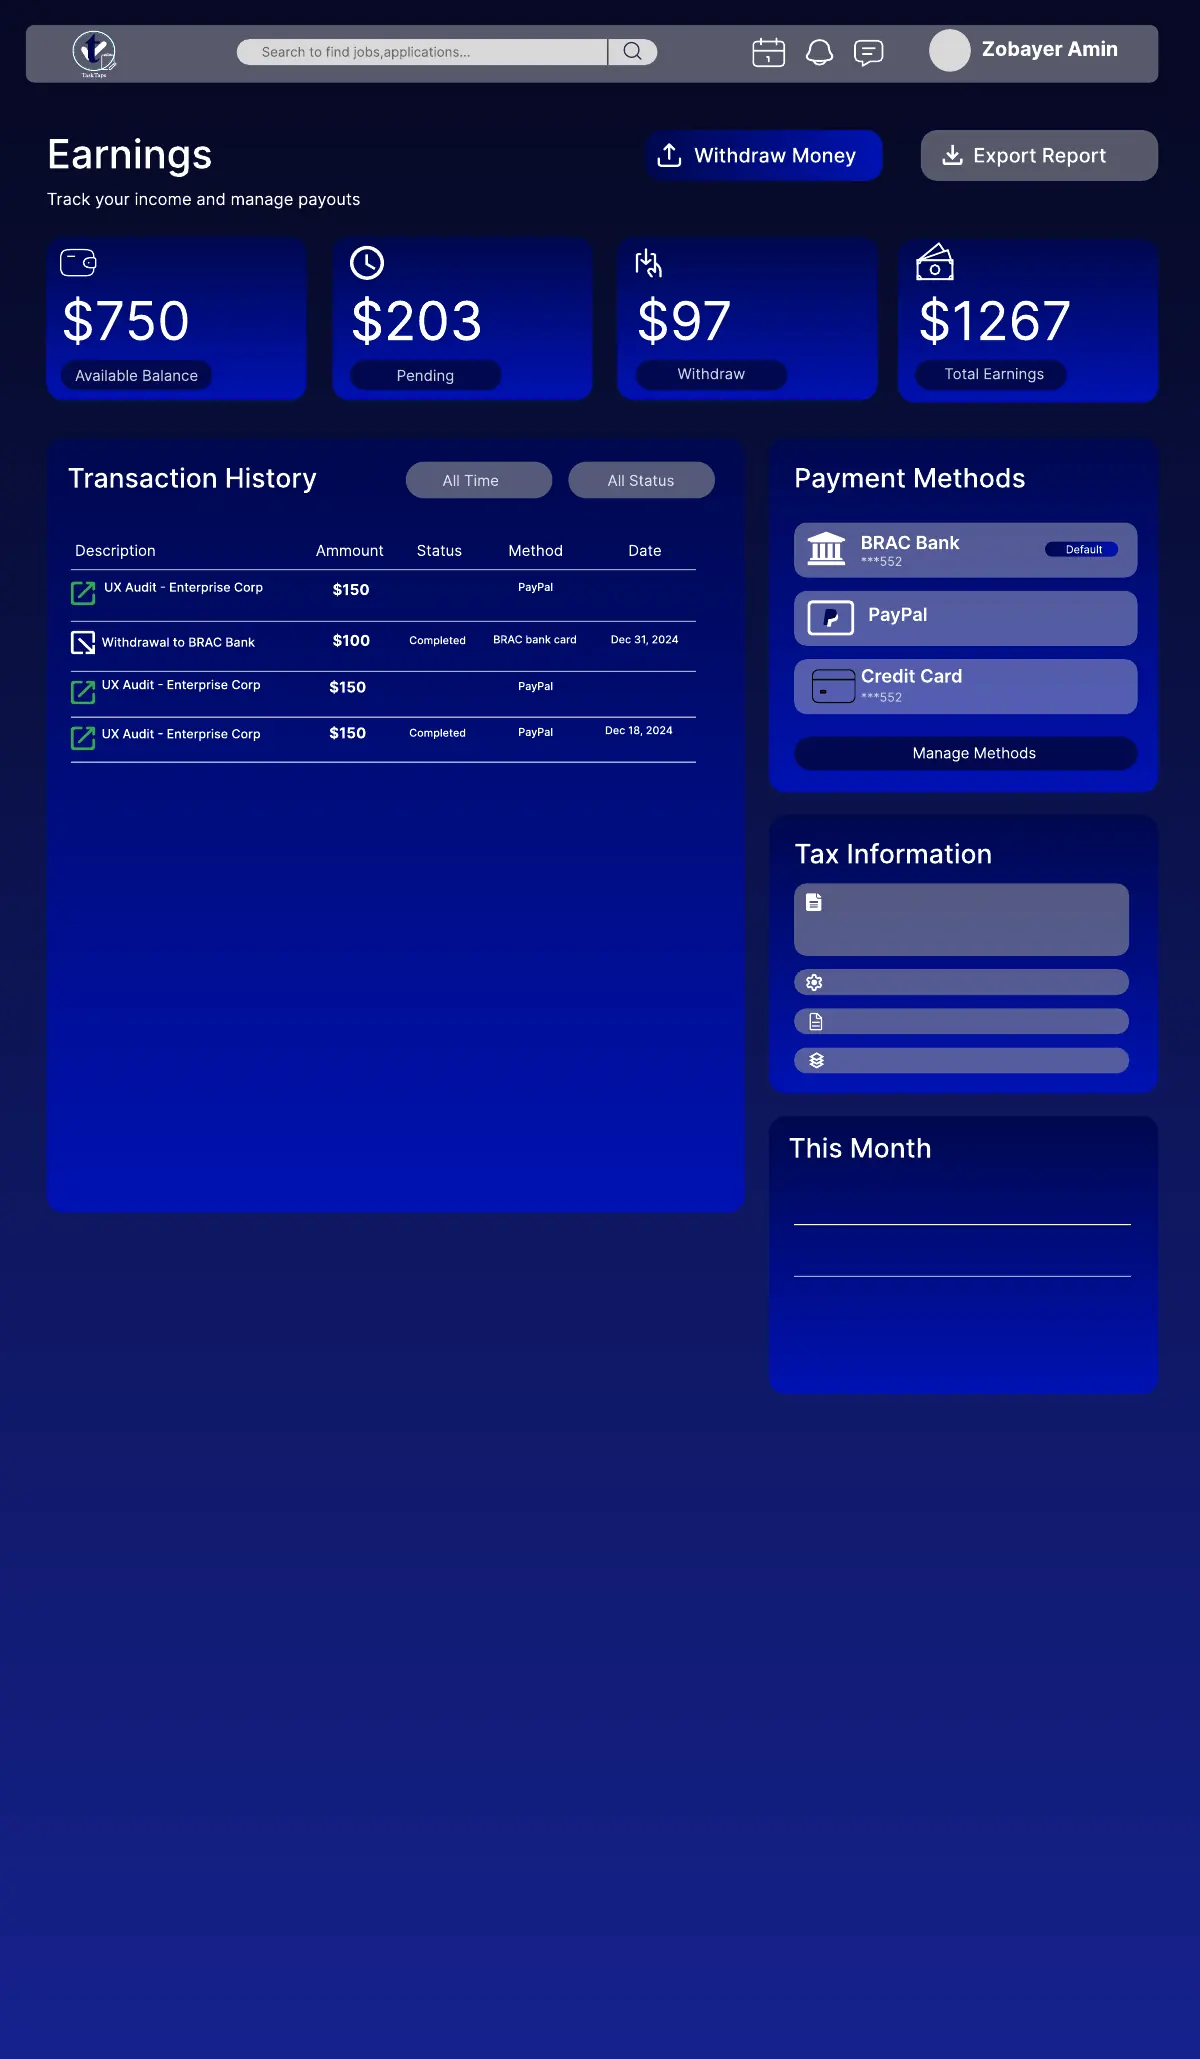 Task Taps
Search to find jobs,applications...
1
Zobayer Amin
Earnings
Track your income and manage payouts
Withdraw Money
Export Report
$750
Available Balance
$203
Pending
$97
Withdraw
$1267
Total Earnings
Transaction History
All Time
All Status
Description Ammount Status Method Date
UX Audit - Enterprise Corp $150 PayPal
Withdrawal to BRAC Bank $100 Completed BRAC bank card Dec 31, 2024
UX Audit - Enterprise Corp $150 PayPal
UX Audit - Enterprise Corp $150 Completed PayPal Dec 18, 2024
Payment Methods
BRAC Bank
***552
Default
PayPal
Credit Card
***552
Manage Methods
Tax Information
This Month